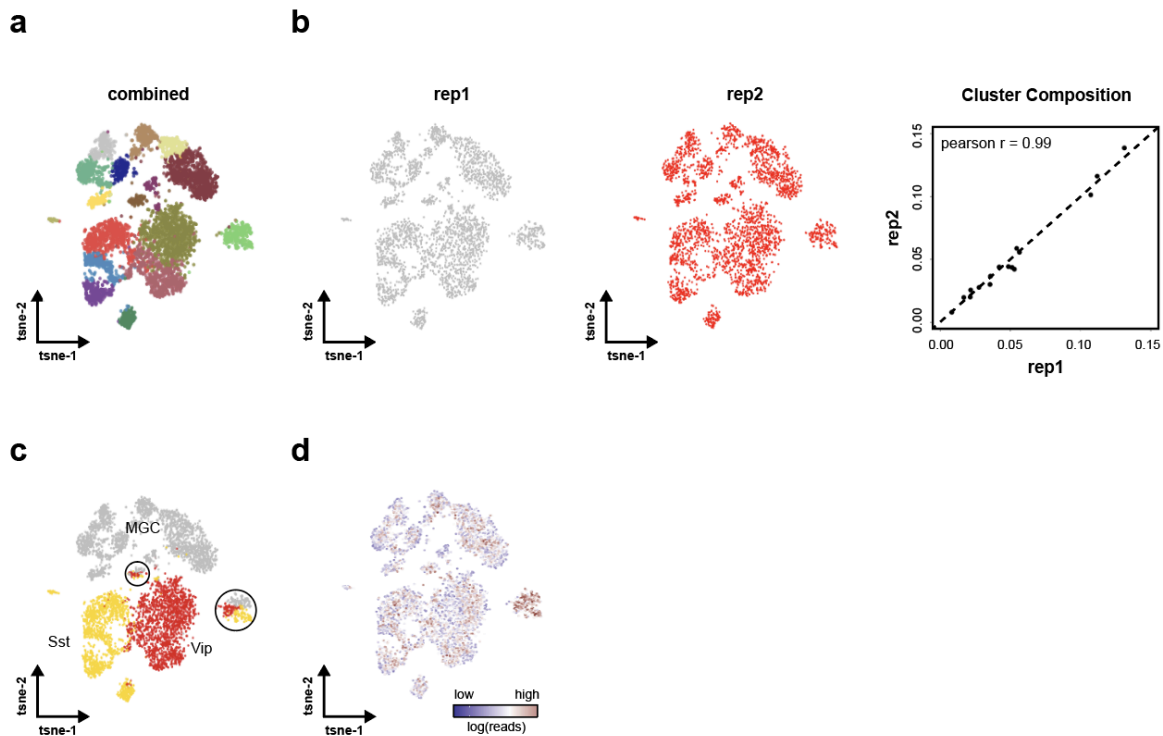 a
b
combined
rep1
rep2
Cluster Composition
pearson r = 0.99
0.15
0.10
0.05
0.00
rep2
0.00
0.05
0.10
0.15
rep1
tsne-2
tsne-1
tsne-2
tsne-1
tsne-2
tsne-1
c
d
MGC
Sst
Vip
tsne-2
tsne-1
tsne-2
tsne-1
low
high
log(reads)